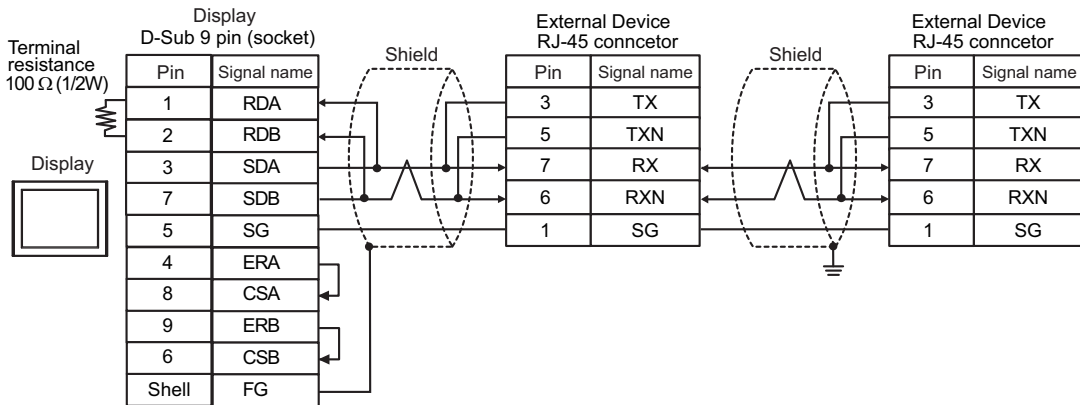 Display
D-Sub 9 pin (socket)
Terminal
resistance
100 Ω (1/2W)
Display
Pin Signal name
1 RDA
2 RDB
3 SDA
7 SDB
5 SG
4 ERA
8 CSA
9 ERB
6 CSB
Shell FG
Shield
External Device
RJ-45 conncetor
Pin Signal name
3 TX
5 TXN
7 RX
6 RXN
1 SG
Shield
External Device
RJ-45 conncetor
Pin Signal name
3 TX
5 TXN
7 RX
6 RXN
1 SG